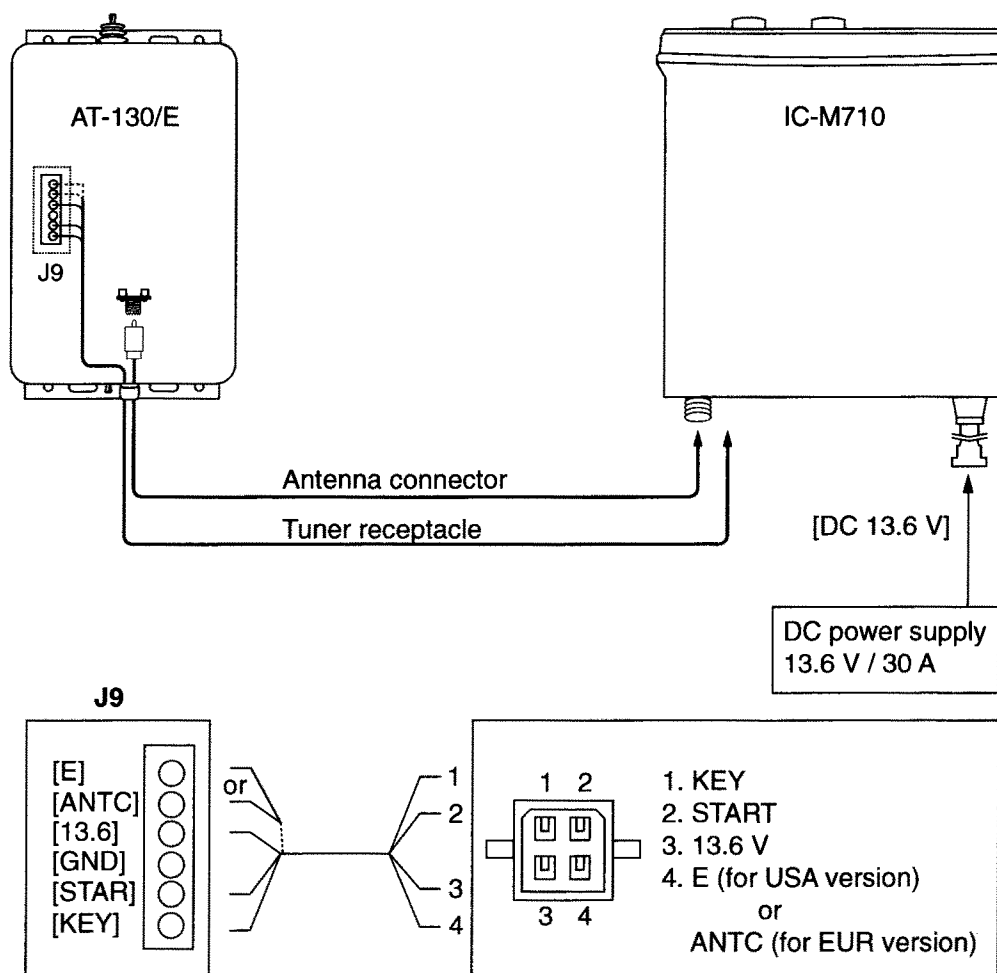 AT-130/E
IC-M710
J9
Antenna connector
Tuner receptacle
[DC 13.6 V]
DC power supply
13.6 V / 30 A
J9
[E]
[ANTC]
[13.6]
[GND]
[STAR]
[KEY]
or
1
2
3
4
1 2
3 4
1. KEY
2. START
3. 13.6 V
4. E (for USA version)
or
ANTC (for EUR version)